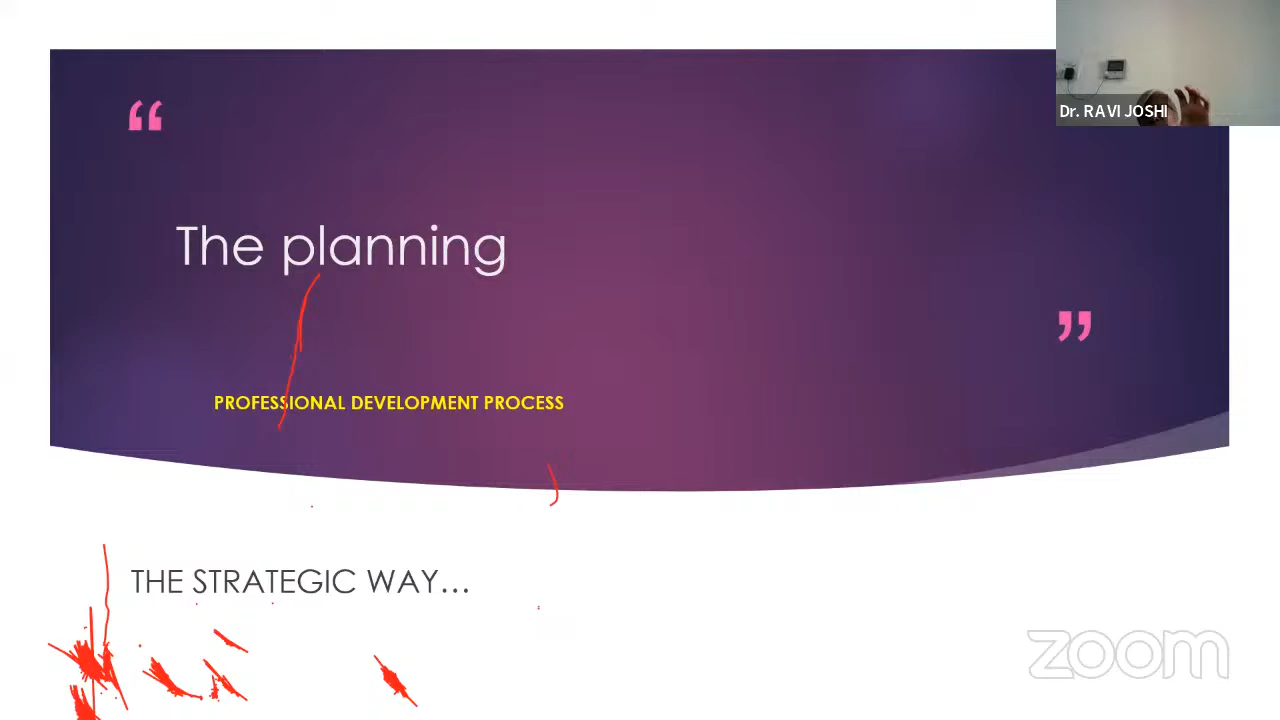 Dr. RAVI JOSHI
“
The planning
”
PROFESSIONAL DEVELOPMENT PROCESS
THE STRATEGIC WAY…
zoom